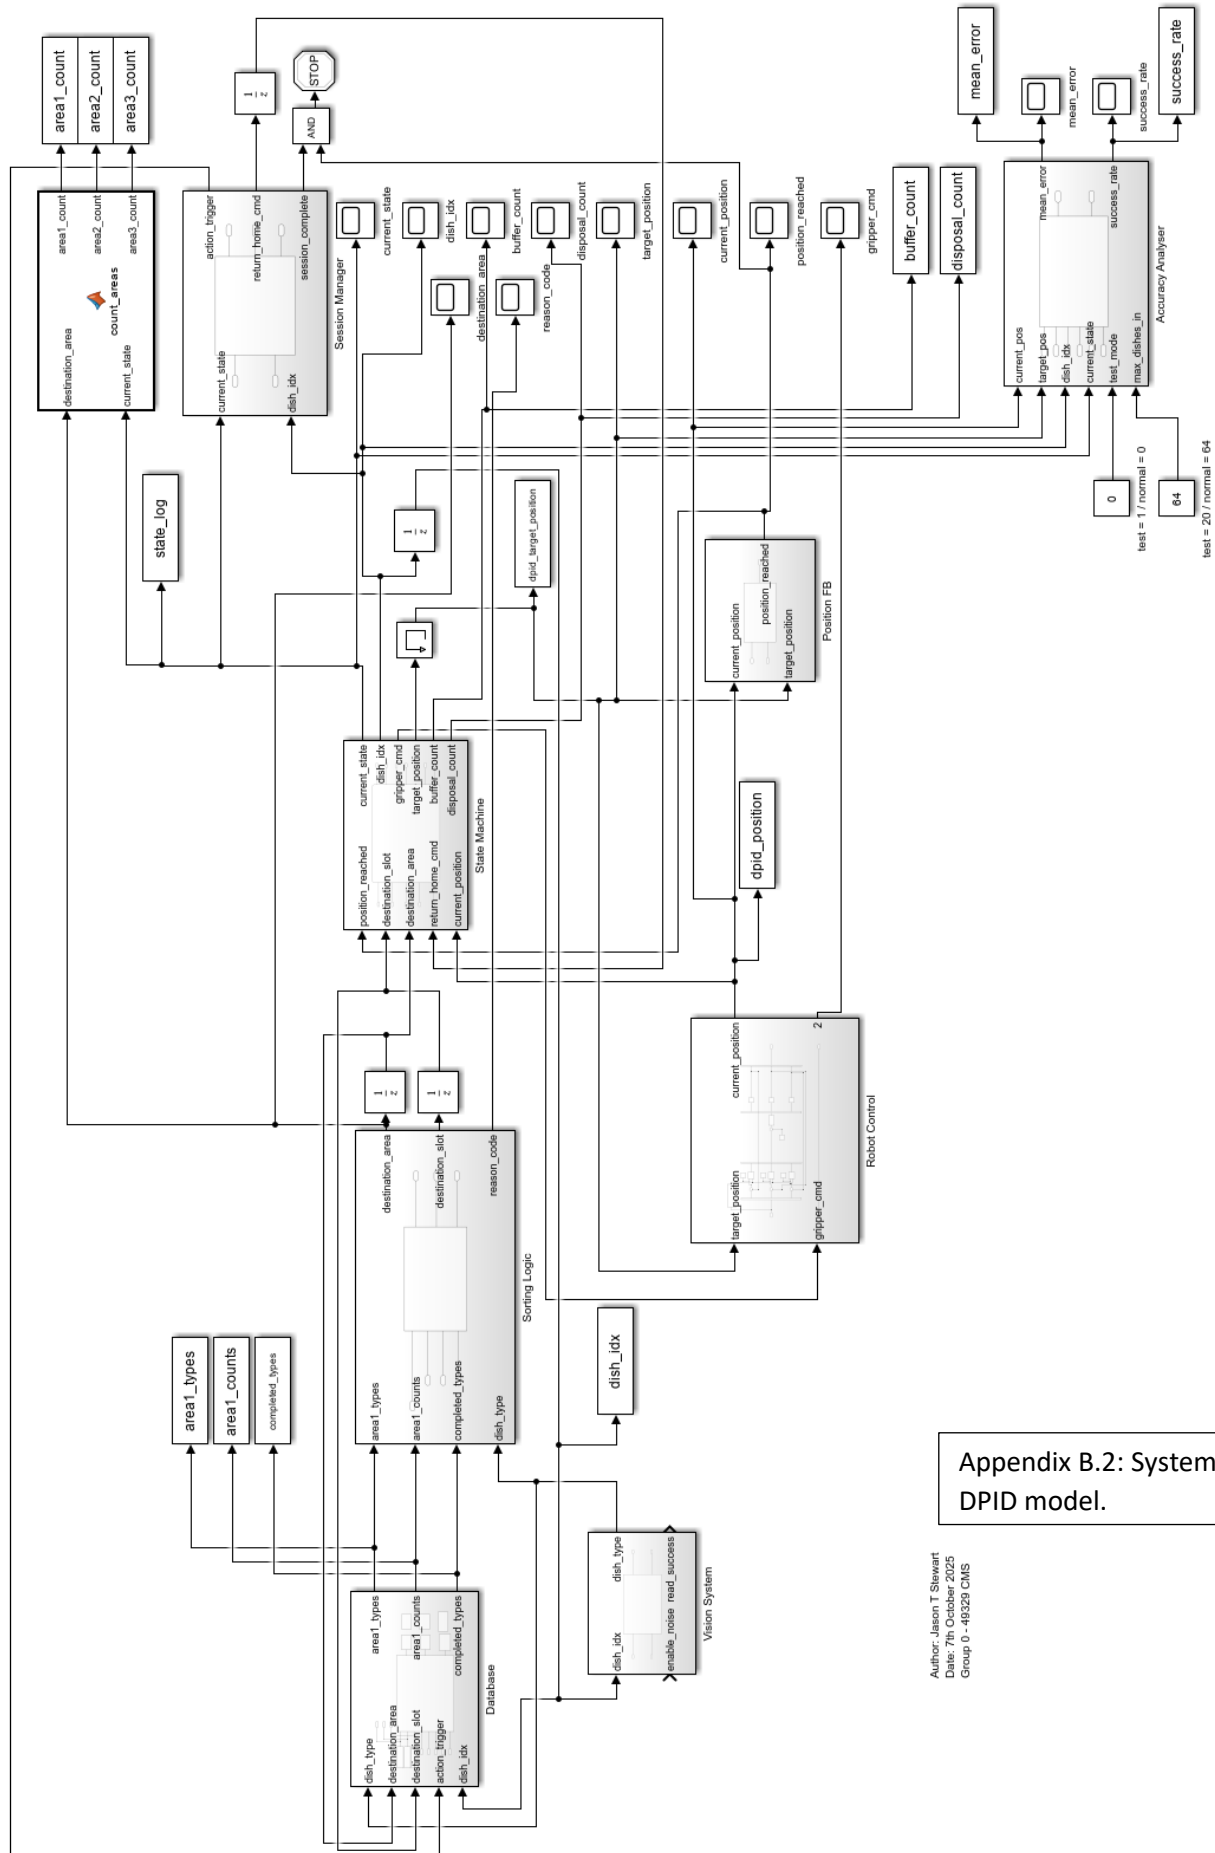 area1_count
area2_count
area3_count
destination_area
current_state
area1_count
area2_count
area3_count
count_areas
1
z
STOP
AND
current_state
dish_idx
action_trigger
return_home_cmd
session_complete
Session Manager
state_log
current_state
dish_idx
destination_area
buffer_count
reason_code
disposal_count
target_position
current_position
position_reached
gripper_cmd
buffer_count
disposal_count
mean_error
mean_error
success_rate
success_rate
current_pos
target_pos
dish_idx
current_state
test_mode
max_dishes_in
mean_error
success_rate
Accuracy Analyser
0
test = 1 / normal = 0
64
test = 20 / normal = 64
1
z
dpid_target_position
current_position
target_position
position_reached
Position FB
position_reached
destination_slot
destination_area
return_home_cmd
current_position
current_state
dish_idx
gripper_cmd
target_position
buffer_count
disposal_count
State Machine
dpid_position
target_position
gripper_cmd
current_position
2
Robot Control
1
z
1
z
area1_types
area1_counts
completed_types
dish_type
destination_area
destination_slot
reason_code
Sorting Logic
area1_types
area1_counts
completed_types
dish_idx
dish_type
destination_area
destination_slot
action_trigger
dish_idx
area1_types
area1_counts
completed_types
Database
dish_idx
enable_noise
dish_type
read_success
Vision System
Appendix B.2: System
DPID model.
Author: Jason T Stewart
Date: 7th October 2025
Group 0 - 49329 CMS